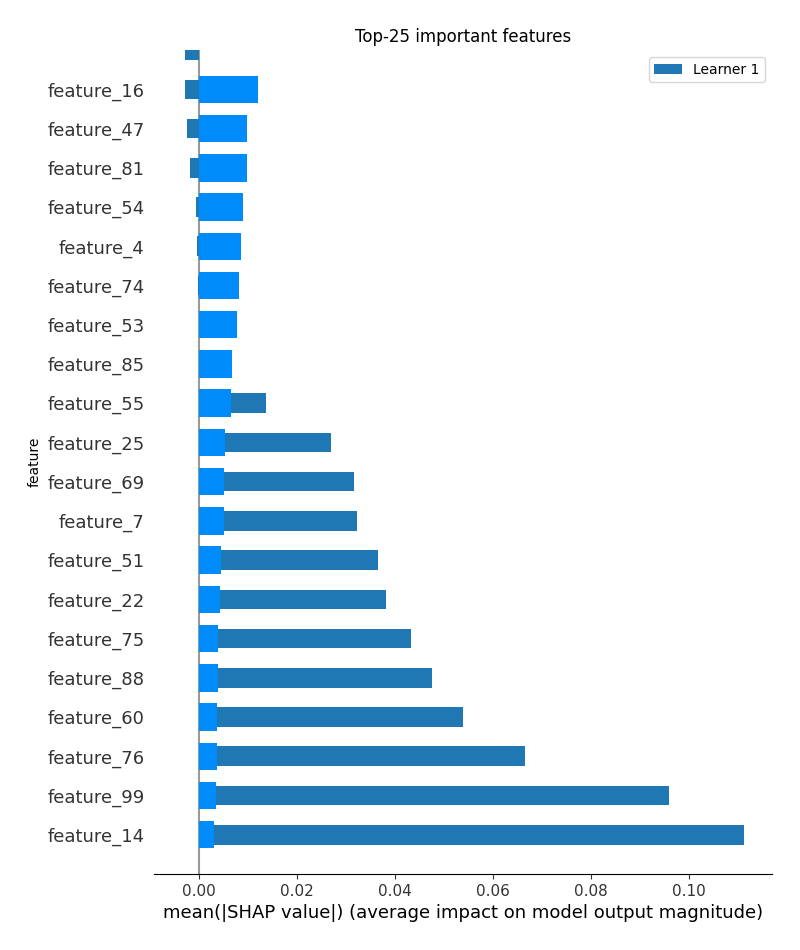 Top-25 important features
Learner 1
feature_16
feature_47
feature_81
feature_54
feature_4
feature_74
feature_53
feature_85
feature_55
feature_25
feature_69
feature_7
feature_51
feature_22
feature_75
feature_88
feature_60
feature_76
feature_99
feature_14
feature
0.00 0.02 0.04 0.06 0.08 0.10
mean(|SHAP value|) (average impact on model output magnitude)